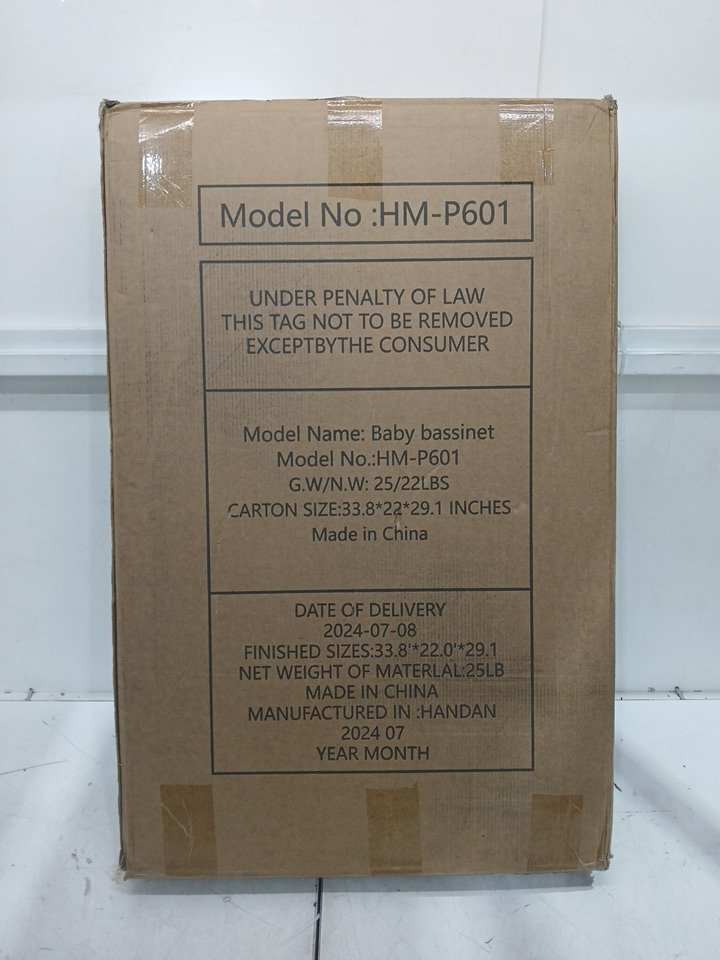 Model No :HM-P601
UNDER PENALTY OF LAW
THIS TAG NOT TO BE REMOVED
EXCEPTBYTHE CONSUMER
Model Name: Baby bassinet
Model No.:HM-P601
G.W/N.W: 25/22LBS
CARTON SIZE:33.8*22*29.1 INCHES
Made in China
DATE OF DELIVERY
2024-07-08
FINISHED SIZES:33.8'*22.0'*29.1
NET WEIGHT OF MATERLAL:25LB
MADE IN CHINA
MANUFACTURED IN :HANDAN
2024 07
YEAR MONTH